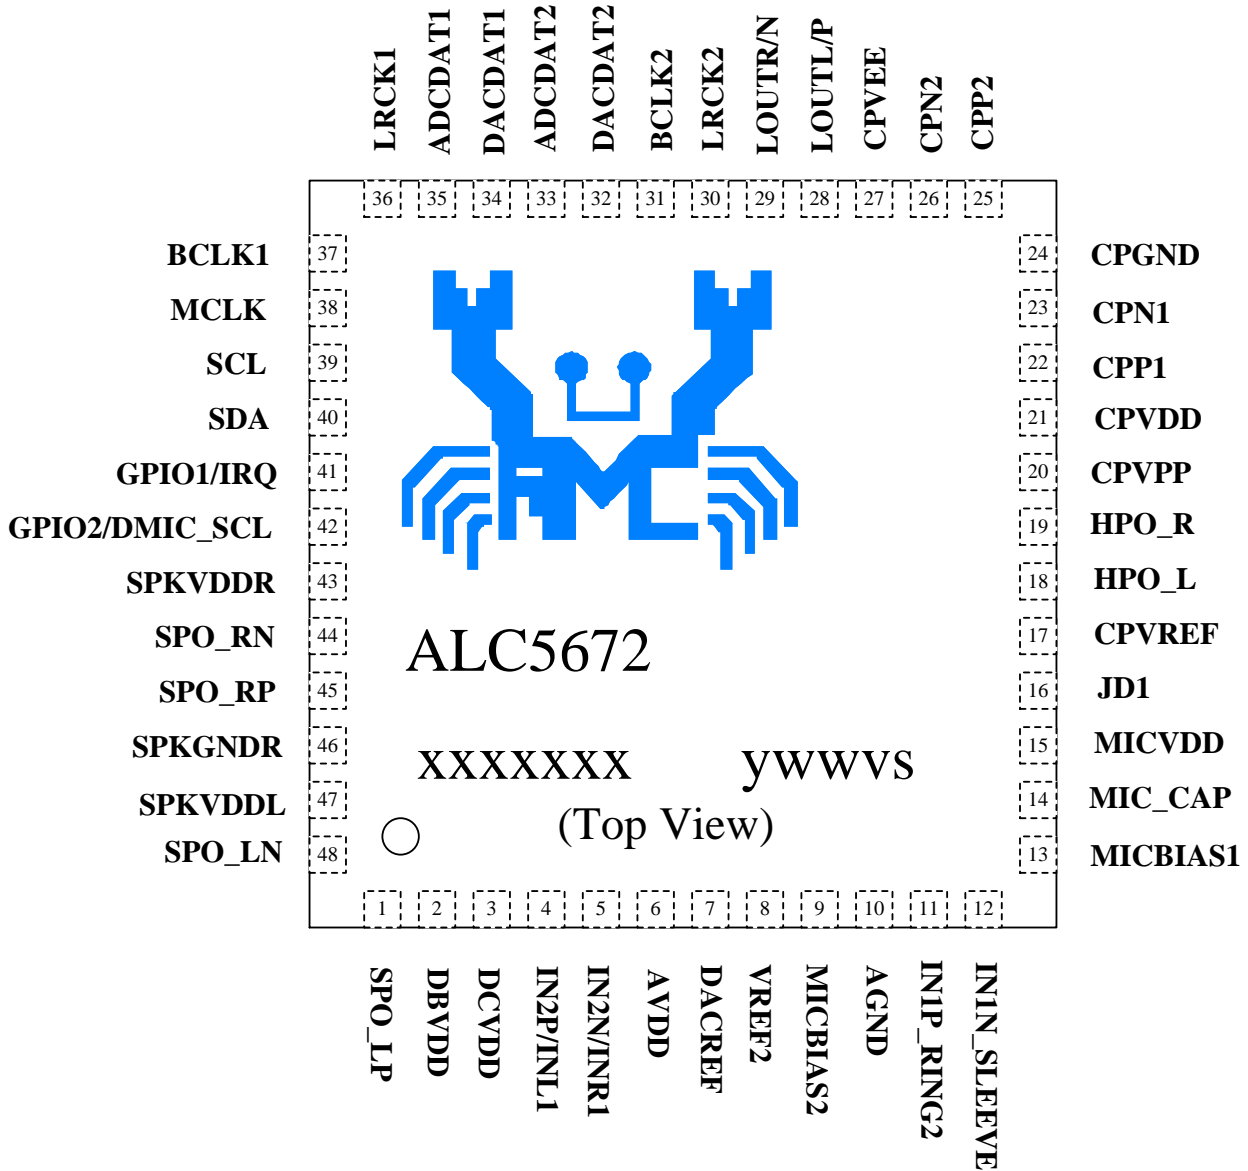 LRCK1
ADCDAT1
DACDAT1
ADCDAT2
DACDAT2
BCLK2
LRCK2
LOUTR/N
LOUTL/P
CPVEE
CPN2
CPP2
36
35
34
33
32
31
30
29
28
27
26
25
BCLK1 37
MCLK 38
SCL 39
SDA 40
GPIO1/IRQ 41
GPIO2/DMIC_SCL 42
SPKVDDR 43
SPO_RN 44
SPO_RP 45
SPKGNDR 46
SPKVDDL 47
SPO_LN 48
24 CPGND
23 CPN1
22 CPP1
21 CPVDD
20 CPVPP
19 HPO_R
18 HPO_L
17 CPVREF
16 JD1
15 MICVDD
14 MIC_CAP
13 MICBIAS1
ALC5672
xxxxxxx ywwvs
(Top View)
1
2
3
4
5
6
7
8
9
10
11
12
SPO_LP
DBVDD
DCVDD
IN2P/INL1
IN2N/INR1
AVDD
DACREF
VREF2
MICBIAS2
AGND
IN1P_RING2
IN1N_SLEEVE